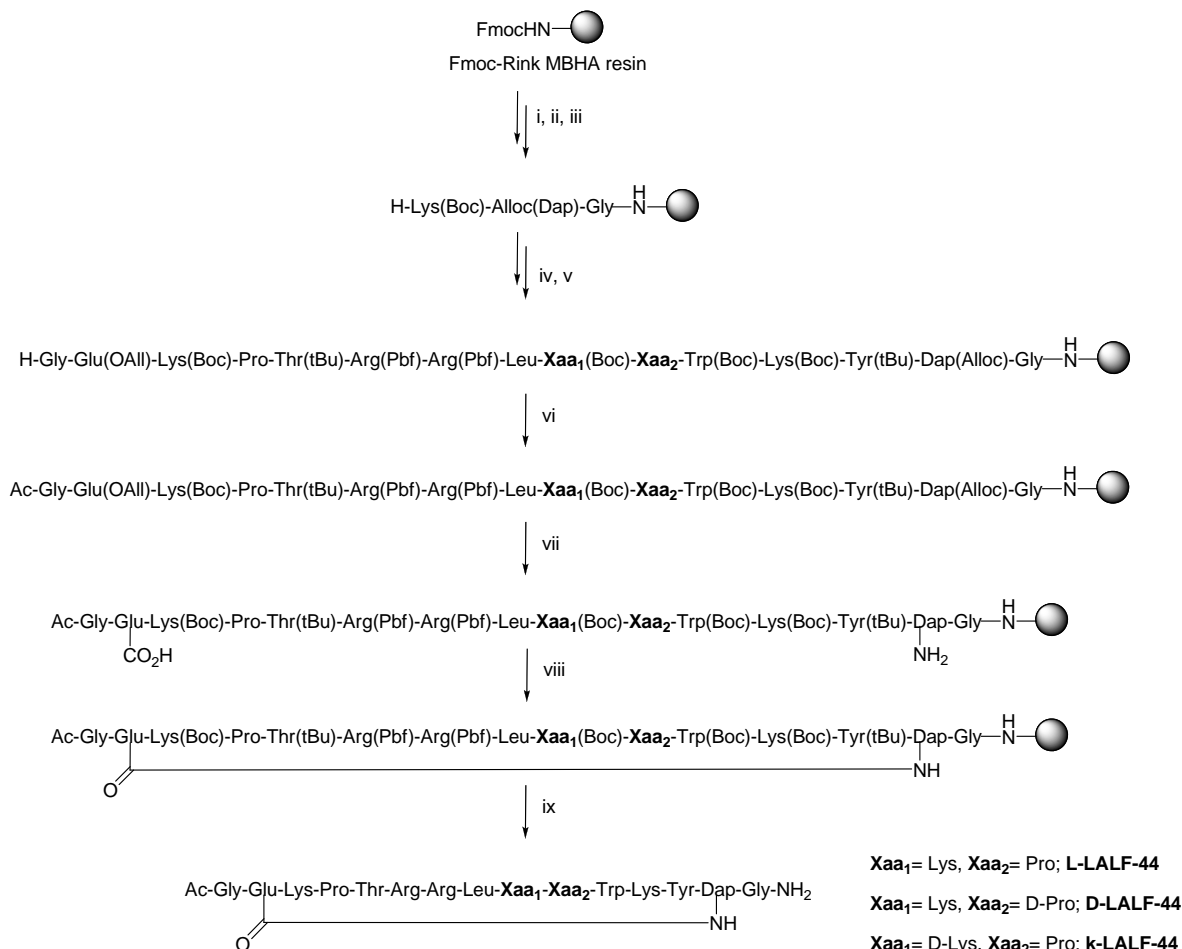 FmocHN
Fmoc-Rink MBHA resin
i, ii, iii
H-Lys(Boc)-Alloc(Dap)-Gly—N
H
iv, v
H-Gly-Glu(OAll)-Lys(Boc)-Pro-Thr(tBu)-Arg(Pbf)-Arg(Pbf)-Leu-Xaa1(Boc)-Xaa2-Trp(Boc)-Lys(Boc)-Tyr(tBu)-Dap(Alloc)-Gly—N
H
vi
Ac-Gly-Glu(OAll)-Lys(Boc)-Pro-Thr(tBu)-Arg(Pbf)-Arg(Pbf)-Leu-Xaa1(Boc)-Xaa2-Trp(Boc)-Lys(Boc)-Tyr(tBu)-Dap(Alloc)-Gly—N
H
vii
Ac-Gly-Glu-Lys(Boc)-Pro-Thr(tBu)-Arg(Pbf)-Arg(Pbf)-Leu-Xaa1(Boc)-Xaa2-Trp(Boc)-Lys(Boc)-Tyr(tBu)-Dap-Gly—N
H
CO2H
NH2
viii
Ac-Gly-Glu-Lys(Boc)-Pro-Thr(tBu)-Arg(Pbf)-Arg(Pbf)-Leu-Xaa1(Boc)-Xaa2-Trp(Boc)-Lys(Boc)-Tyr(tBu)-Dap-Gly—N
H
O
NH
ix
Ac-Gly-Glu-Lys-Pro-Thr-Arg-Arg-Leu-Xaa1-Xaa2-Trp-Lys-Tyr-Dap-Gly-NH2
O
NH
Xaa1= Lys, Xaa2= Pro; L-LALF-44
Xaa1= Lys, Xaa2= D-Pro; D-LALF-44
Xaa1= D-Lys, Xaa2= Pro; k-LALF-44